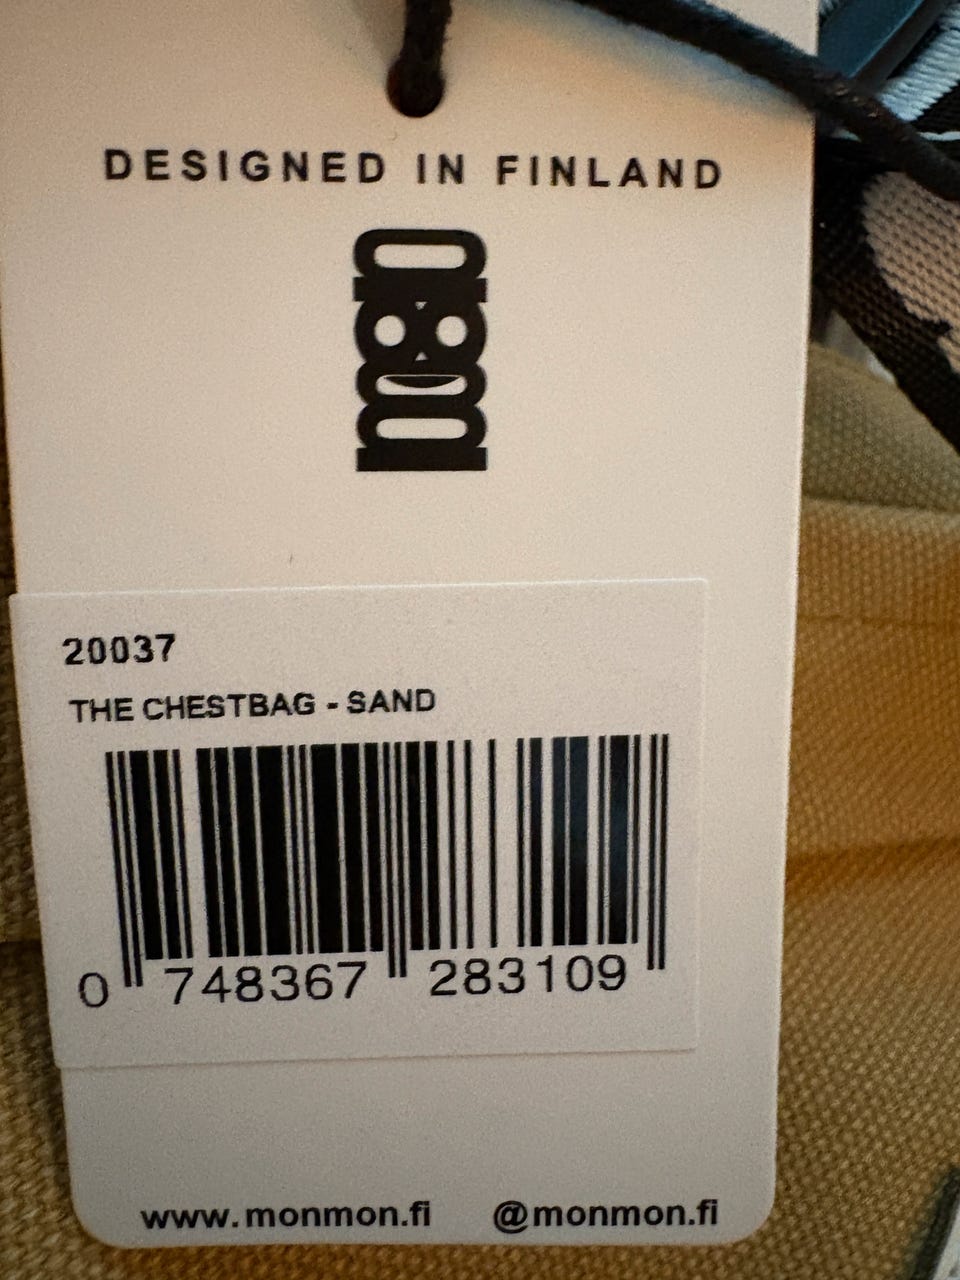 DESIGNED IN FINLAND
20037
THE CHESTBAG - SAND
0 748367 283109
www.monmon.fi @monmon.fi